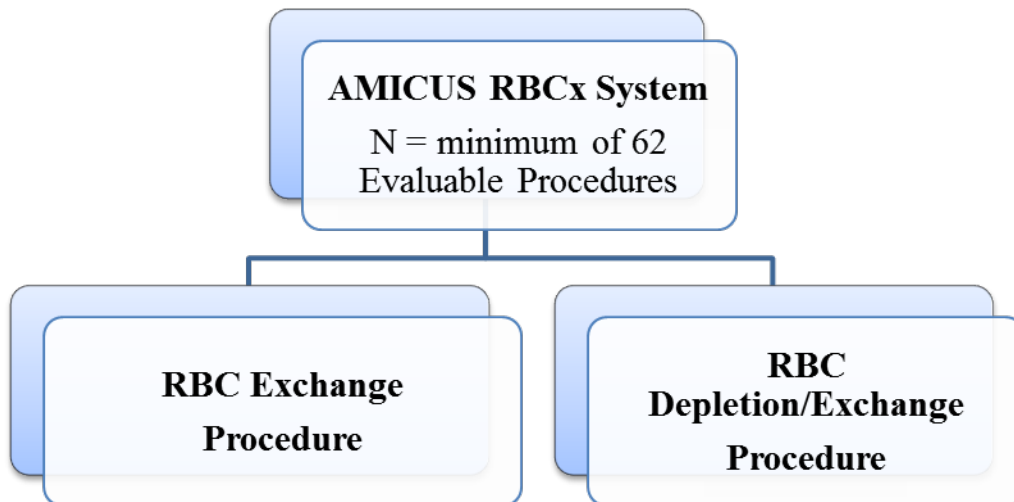 AMICUS RBCx System
N = minimum of 62
Evaluable Procedures
RBC Exchange
Procedure
RBC
Depletion/Exchange
Procedure